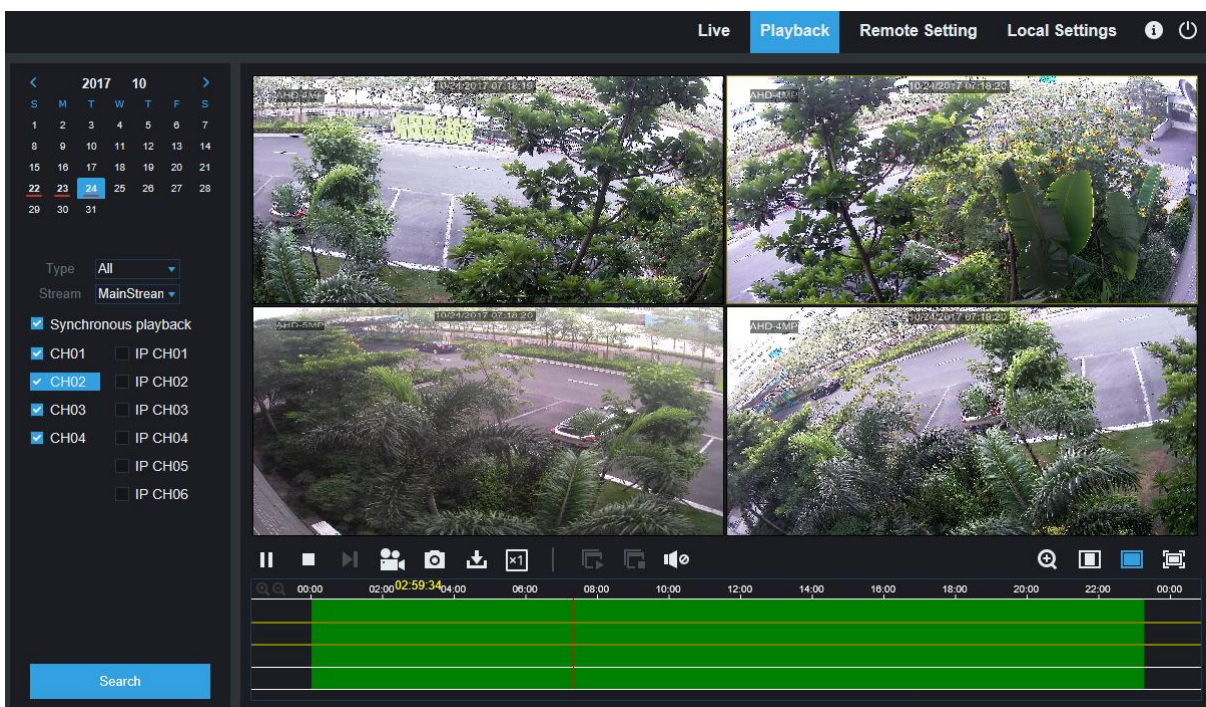 Live Playback Remote Setting Local Settings
2017 10
S M T W T F S
1 2 3 4 5 6 7
8 9 10 11 12 13 14
15 16 17 18 19 20 21
22 23 24 25 26 27 28
29 30 31
Type All
Stream MainStrean
Synchronous playback
CH01 IP CH01
CH02 IP CH02
CH03 IP CH03
CH04 IP CH04
IP CH05
IP CH06
Search
10/24/2017 07:18:19
10/24/2017 07:18:20
AHD-4MP
10/24/2017 07:18:20
10/24/2017 07:18:20
AHD-4MP
×1
00:00 02:00 02:59:34 04:00 06:00 08:00 10:00 12:00 14:00 16:00 18:00 20:00 22:00 00:00